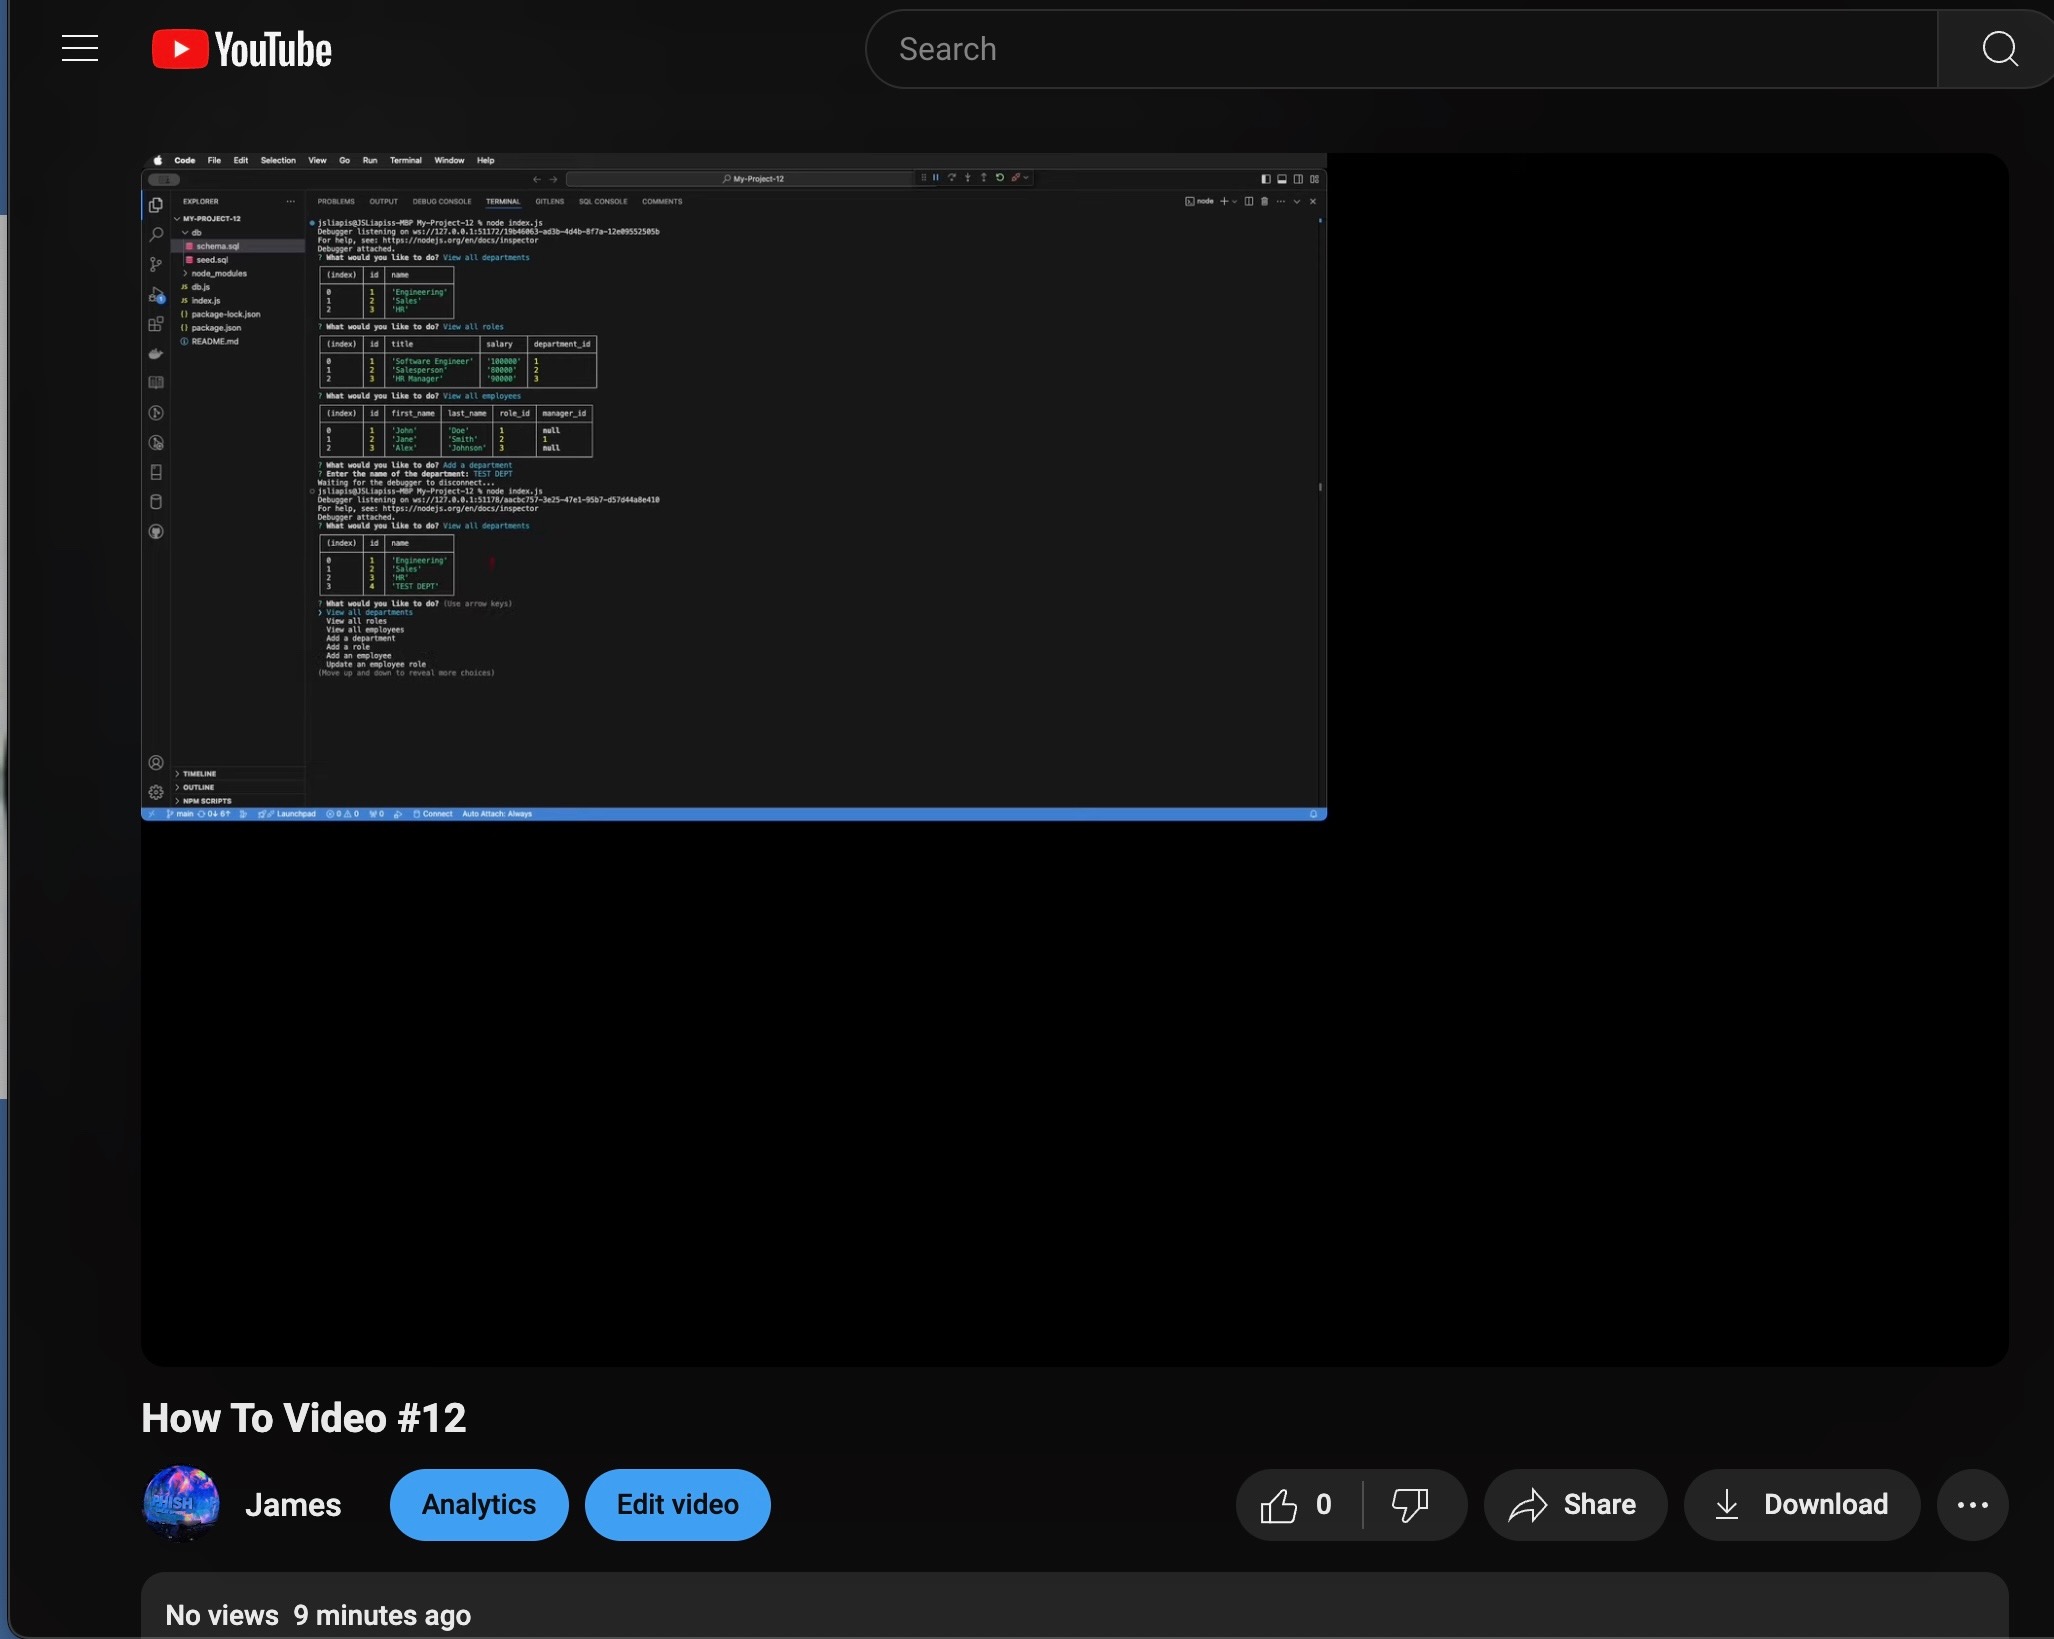 YouTube
Search
Code File Edit Selection View Go Run Terminal Window Help
My-Project-12
EXPLORER
PROBLEMS OUTPUT DEBUG CONSOLE TERMINAL GITLENS SQL CONSOLE COMMENTS
node
MY-PROJECT-12
db
schema.sql
seed.sql
node_modules
JS db.js
JS index.js
{} package-lock.json
{} package.json
README.md
TIMELINE
OUTLINE
NPM SCRIPTS
jsliapis@JSLiapiss-MBP My-Project-12 % node index.js
Debugger listening on ws://127.0.0.1:51172/19b46063-ad3b-4d4b-8f7a-12e09552505b
For help, see: https://nodejs.org/en/docs/inspector
Debugger attached.
? What would you like to do? View all departments
(index) id name
0 1 'Engineering'
1 2 'Sales'
2 3 'HR'
? What would you like to do? View all roles
(index) id title salary department_id
0 1 'Software Engineer' '100000' 1
1 2 'Salesperson' '80000' 2
2 3 'HR Manager' '90000' 3
? What would you like to do? View all employees
(index) id first_name last_name role_id manager_id
0 1 'John' 'Doe' 1 null
1 2 'Jane' 'Smith' 2 1
2 3 'Alex' 'Johnson' 3 null
? What would you like to do? Add a department
? Enter the name of the department: TEST DEPT
Waiting for the debugger to disconnect...
jsliapis@JSLiapiss-MBP My-Project-12 % node index.js
Debugger listening on ws://127.0.0.1:51178/aacbc757-3e25-47e1-95b7-d57d44a8e410
For help, see: https://nodejs.org/en/docs/inspector
Debugger attached.
? What would you like to do? View all departments
(index) id name
0 1 'Engineering'
1 2 'Sales'
2 3 'HR'
3 4 'TEST DEPT'
? What would you like to do? (Use arrow keys)
❯ View all departments
View all roles
View all employees
Add a department
Add a role
Add an employee
Update an employee role
(Move up and down to reveal more choices)
main 0↓ 6↑ Launchpad 0 0 0 Connect Auto Attach: Always
How To Video #12
PHISH
James Analytics Edit video 0 Share Download
No views 9 minutes ago